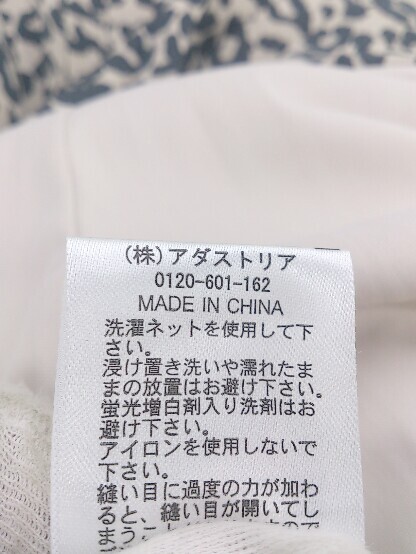 (株)アダストリア
0120-601-162
MADE IN CHINA
洗濯ネットを使用して下
さい。
浸け置き洗いや濡れたま
まの放置はお避け下さい。
蛍光増白剤入り洗剤はお
避け下さい。
アイロンを使用しないで
下さい。
縫い目に過度の力が加わ
ると、縫い目が開いてし
まうこと